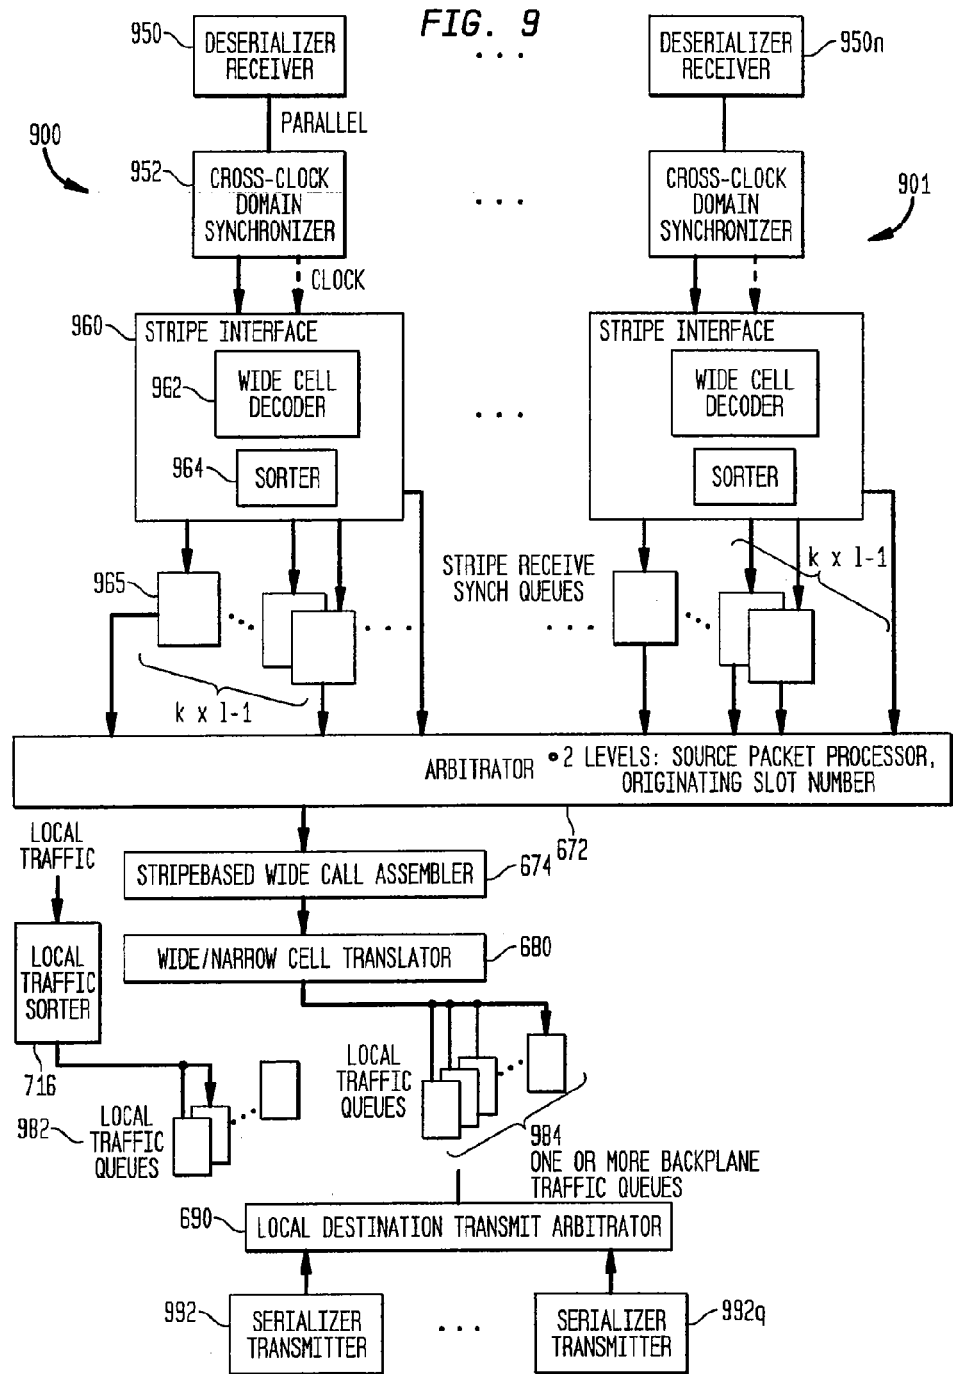 FIG. 9
950
DESERIALIZER
RECEIVER
DESERIALIZER
RECEIVER
950n
PARALLEL
900
952
CROSS-CLOCK
DOMAIN
SYNCHRONIZER
CROSS-CLOCK
DOMAIN
SYNCHRONIZER
901
CLOCK
960
STRIPE INTERFACE
STRIPE INTERFACE
962
WIDE CELL
DECODER
WIDE CELL
DECODER
964
SORTER
SORTER
965
STRIPE RECEIVE
SYNCH QUEUES
k x l-1
k x l-1
ARBITRATOR
•2 LEVELS: SOURCE PACKET PROCESSOR,
ORIGINATING SLOT NUMBER
672
LOCAL
TRAFFIC
STRIPEBASED WIDE CALL ASSEMBLER
674
WIDE/NARROW CELL TRANSLATOR
680
LOCAL
TRAFFIC
SORTER
716
LOCAL
TRAFFIC
QUEUES
982
LOCAL
TRAFFIC
QUEUES
984
ONE OR MORE BACKPLANE
TRAFFIC QUEUES
690
LOCAL DESTINATION TRANSMIT ARBITRATOR
992
SERIALIZER
TRANSMITTER
SERIALIZER
TRANSMITTER
992q